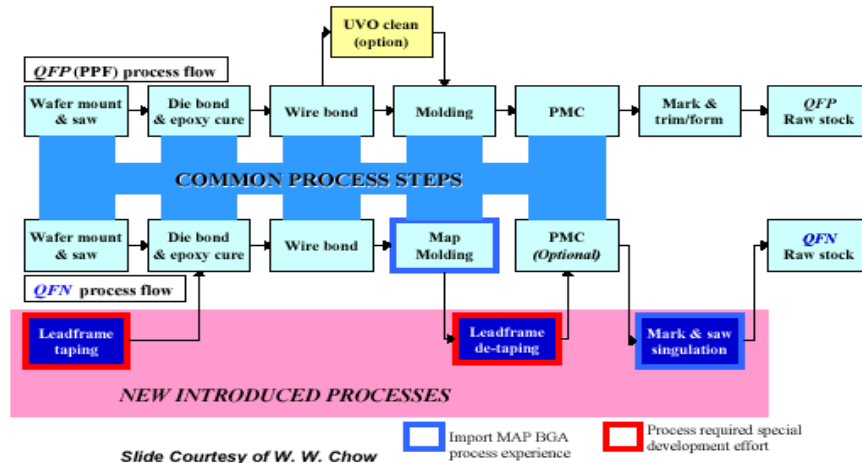 UVO clean
(option)
QFP (PPF) process flow
Wafer mount
& saw
Die bond
& epoxy cure
Wire bond
Molding
PMC
Mark &
trim/form
QFP
Raw stock
COMMON PROCESS STEPS
Wafer mount
& saw
Die bond
& epoxy cure
Wire bond
Map
Molding
PMC
(Optional)
QFN
Raw stock
QFN process flow
Leadframe
taping
Leadframe
de-taping
Mark & saw
singulation
NEW INTRODUCED PROCESSES
Import MAP BGA
process experience
Process required special
development effort
Slide Courtesy of W. W. Chow